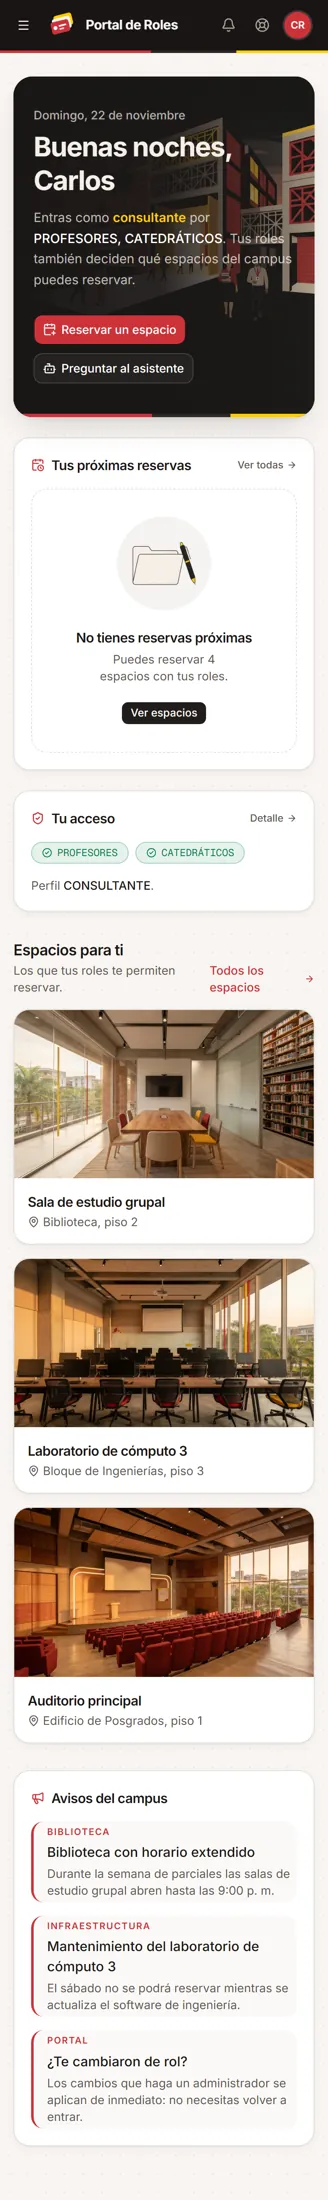 Portal de Roles
CR
Domingo, 22 de noviembre
Buenas noches,
Carlos
Entras como consultante por
PROFESORES, CATEDRÁTICOS. Tus roles
también deciden qué espacios del campus
puedes reservar.
Reservar un espacio
Preguntar al asistente
Tus próximas reservas
Ver todas →
No tienes reservas próximas
Puedes reservar 4
espacios con tus roles.
Ver espacios
Tu acceso
Detalle →
PROFESORES
CATEDRÁTICOS
Perfil CONSULTANTE.
Espacios para ti
Los que tus roles te permiten
reservar.
Todos los
espacios →
Sala de estudio grupal
Biblioteca, piso 2
Laboratorio de cómputo 3
Bloque de Ingenierías, piso 3
Auditorio principal
Edificio de Posgrados, piso 1
Avisos del campus
BIBLIOTECA
Biblioteca con horario extendido
Durante la semana de parciales las salas de
estudio grupal abren hasta las 9:00 p. m.
INFRAESTRUCTURA
Mantenimiento del laboratorio de
cómputo 3
El sábado no se podrá reservar mientras se
actualiza el software de ingeniería.
PORTAL
¿Te cambiaron de rol?
Los cambios que haga un administrador se
aplican de inmediato: no necesitas volver a
entrar.